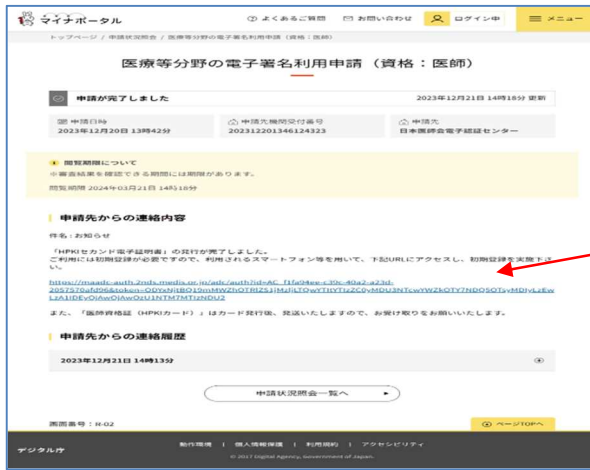 マイナポータル
よくあるご質問 お問い合わせ ログイン中 メニュー
トップページ / 申請状況照会 / 医療等分野の電子署名利用申請（資格：医師）
医療等分野の電子署名利用申請（資格：医師）
申請が完了しました 2023年12月21日 14時18分 更新
申請日時 申請先機関受付番号 申請先
2023年12月20日 13時42分 202312201346124323 日本医師会電子認証センター
閲覧期限について
※審査結果を確認できる期間には期限があります。
閲覧期限 2024年03月21日 14時18分
申請先からの連絡内容
件名：お知らせ
「HPKIセカンド電子証明書」の発行が完了しました。
ご利用には初期登録が必要ですので、利用されるスマートフォン等を用いて、下記URLにアクセスし、初期登録を実施下さ
い。
また、「医師資格証（HPKIカード）」はカード発行後、発送いたしますので、お受け取りをお願いいたします。
申請先からの連絡履歴
2023年12月21日 14時13分
申請状況照会一覧へ
画面番号：R-02 ページTOPへ
デジタル庁 動作環境 | 個人情報保護 | 利用規約 | アクセシビリティ
© 2017 Digital Agency, Government of Japan.